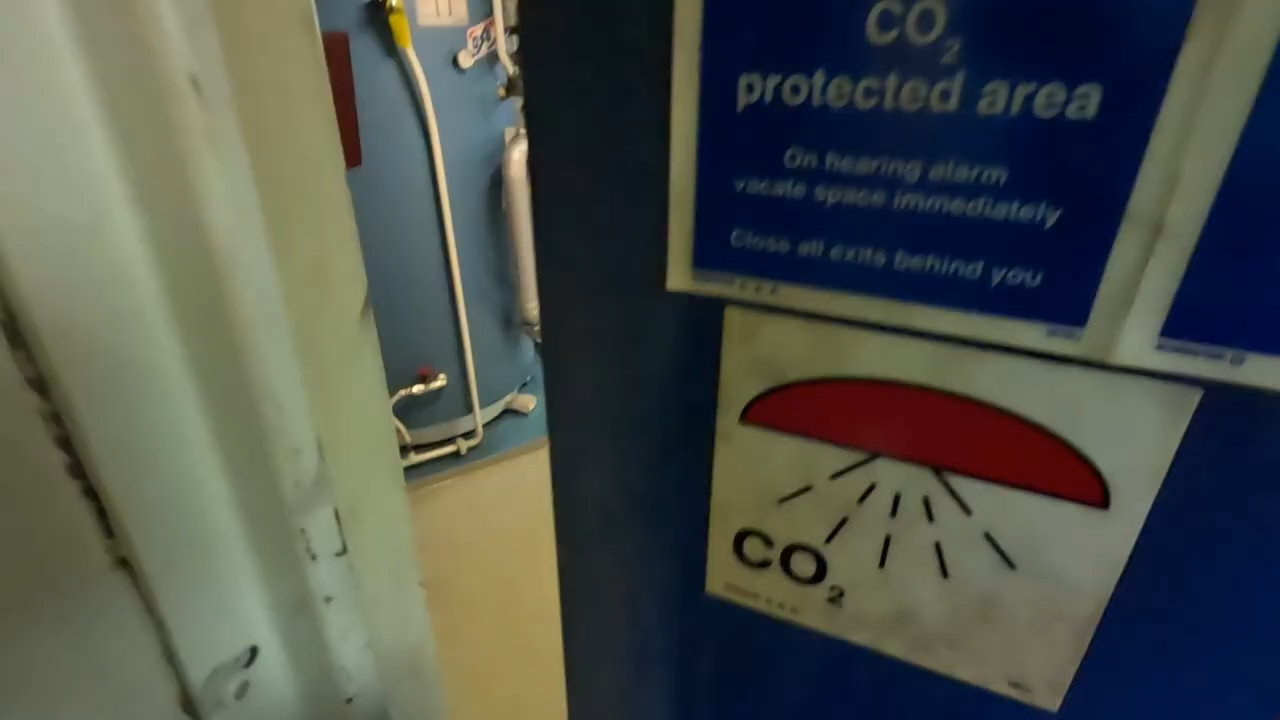 CO₂
protected area
On hearing alarm
vacate space immediately
Close all exits behind you
CO₂